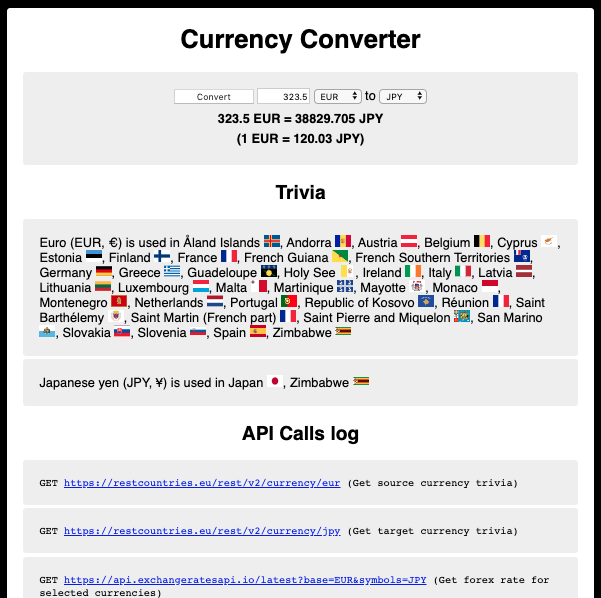 Currency Converter
Convert 323.5 EUR to JPY
323.5 EUR = 38829.705 JPY
(1 EUR = 120.03 JPY)
Trivia
Euro (EUR, €) is used in Åland Islands , Andorra , Austria , Belgium , Cyprus ,
Estonia , Finland , France , French Guiana , French Southern Territories ,
Germany , Greece , Guadeloupe , Holy See , Ireland , Italy , Latvia ,
Lithuania , Luxembourg , Malta , Martinique , Mayotte , Monaco ,
Montenegro , Netherlands , Portugal , Republic of Kosovo , Réunion , Saint
Barthélemy , Saint Martin (French part) , Saint Pierre and Miquelon , San Marino
, Slovakia , Slovenia , Spain , Zimbabwe
Japanese yen (JPY, ¥) is used in Japan , Zimbabwe
API Calls log
GET https://restcountries.eu/rest/v2/currency/eur (Get source currency trivia)
GET https://restcountries.eu/rest/v2/currency/jpy (Get target currency trivia)
GET https://api.exchangeratesapi.io/latest?base=EUR&symbols=JPY (Get forex rate for
selected currencies)